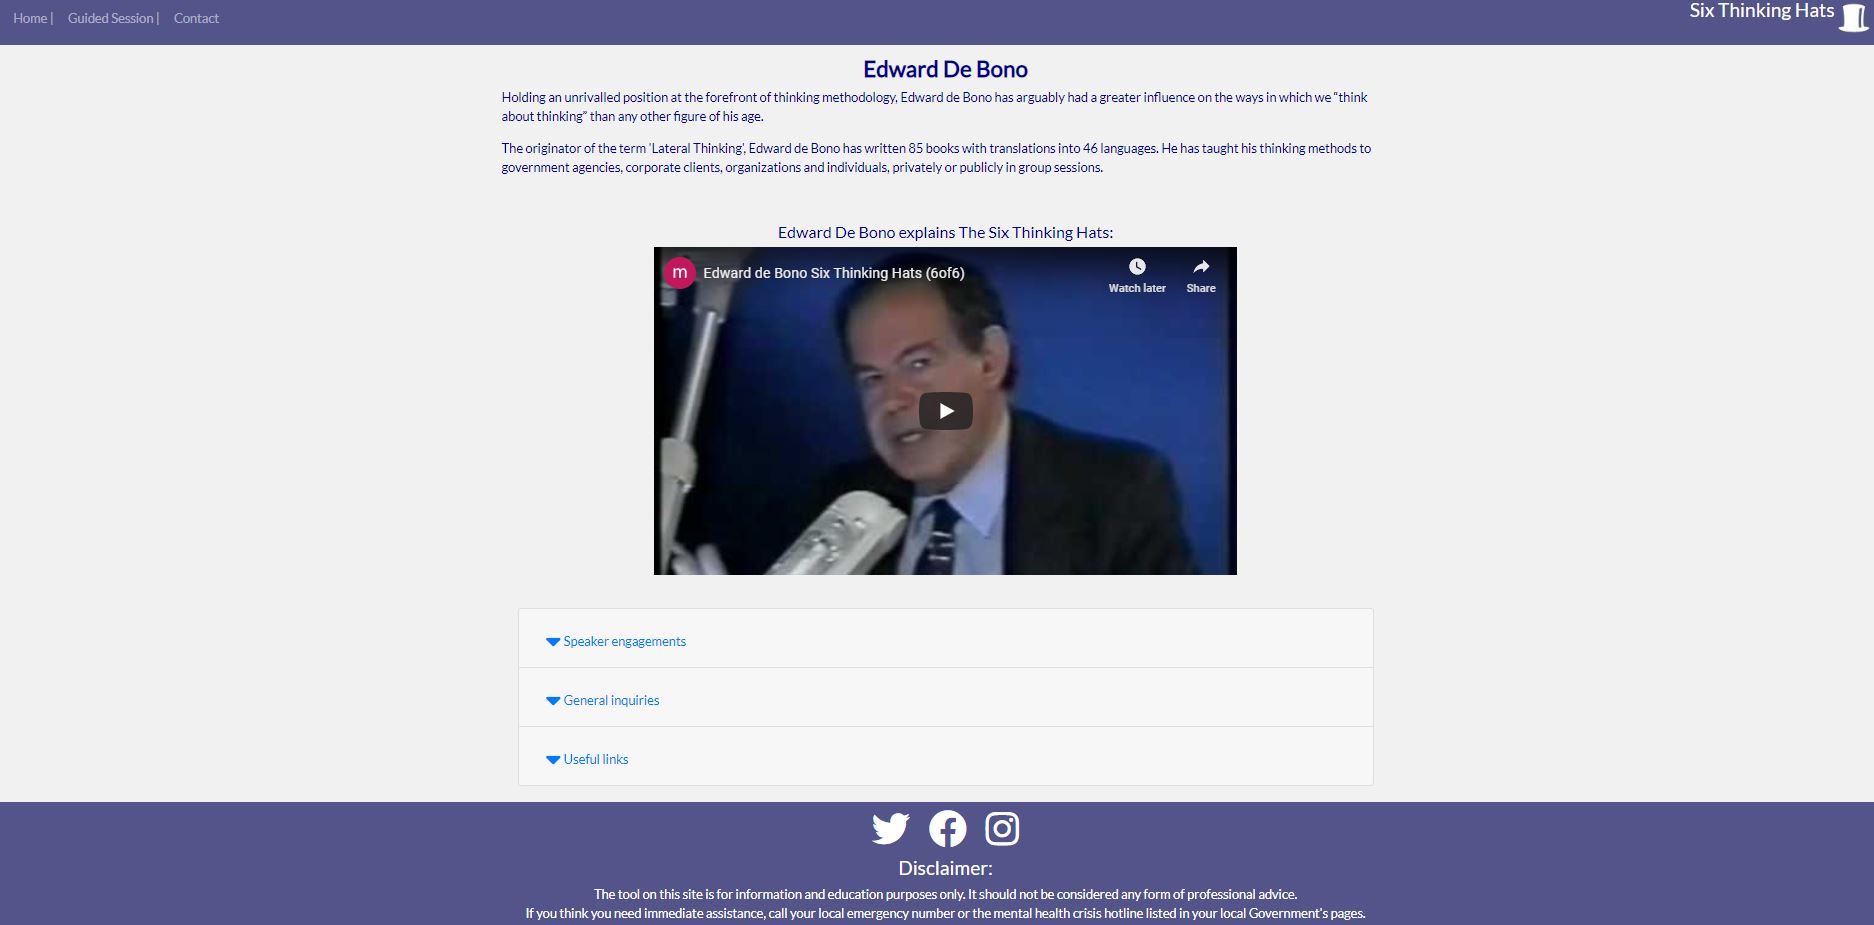 Home |
Guided Session |
Contact
Six Thinking Hats
Edward De Bono
Holding an unrivalled position at the forefront of thinking methodology, Edward de Bono has arguably had a greater influence on the ways in which we “think
about thinking” than any other figure of his age.
The originator of the term 'Lateral Thinking', Edward de Bono has written 85 books with translations into 46 languages. He has taught his thinking methods to
government agencies, corporate clients, organizations and individuals, privately or publicly in group sessions.
Edward De Bono explains The Six Thinking Hats:
m
Edward de Bono Six Thinking Hats (6of6)
Watch later
Share
Speaker engagements
General inquiries
Useful links
Disclaimer:
The tool on this site is for information and education purposes only. It should not be considered any form of professional advice.
If you think you need immediate assistance, call your local emergency number or the mental health crisis hotline listed in your local Government's pages.